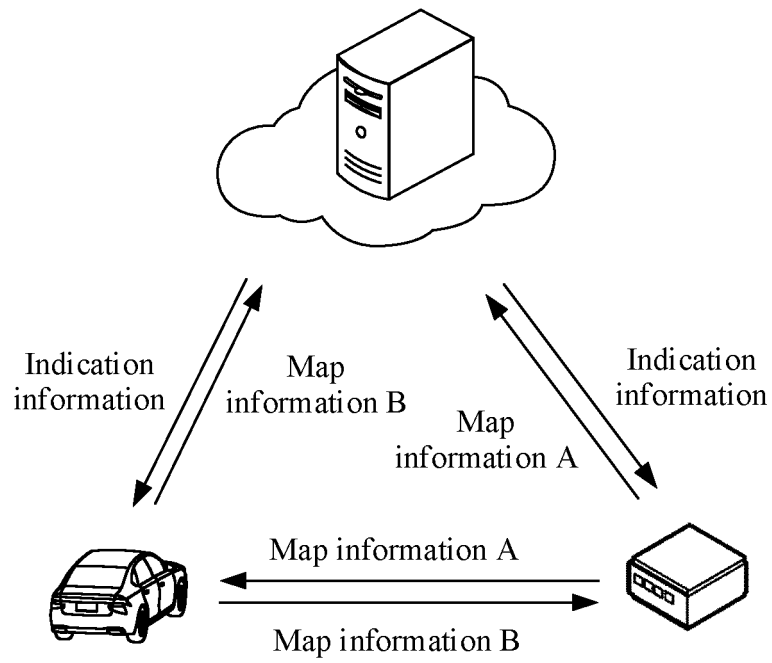 Indication
information
Map
information B
Map
information A
Indication
information
Map information A
Map information B